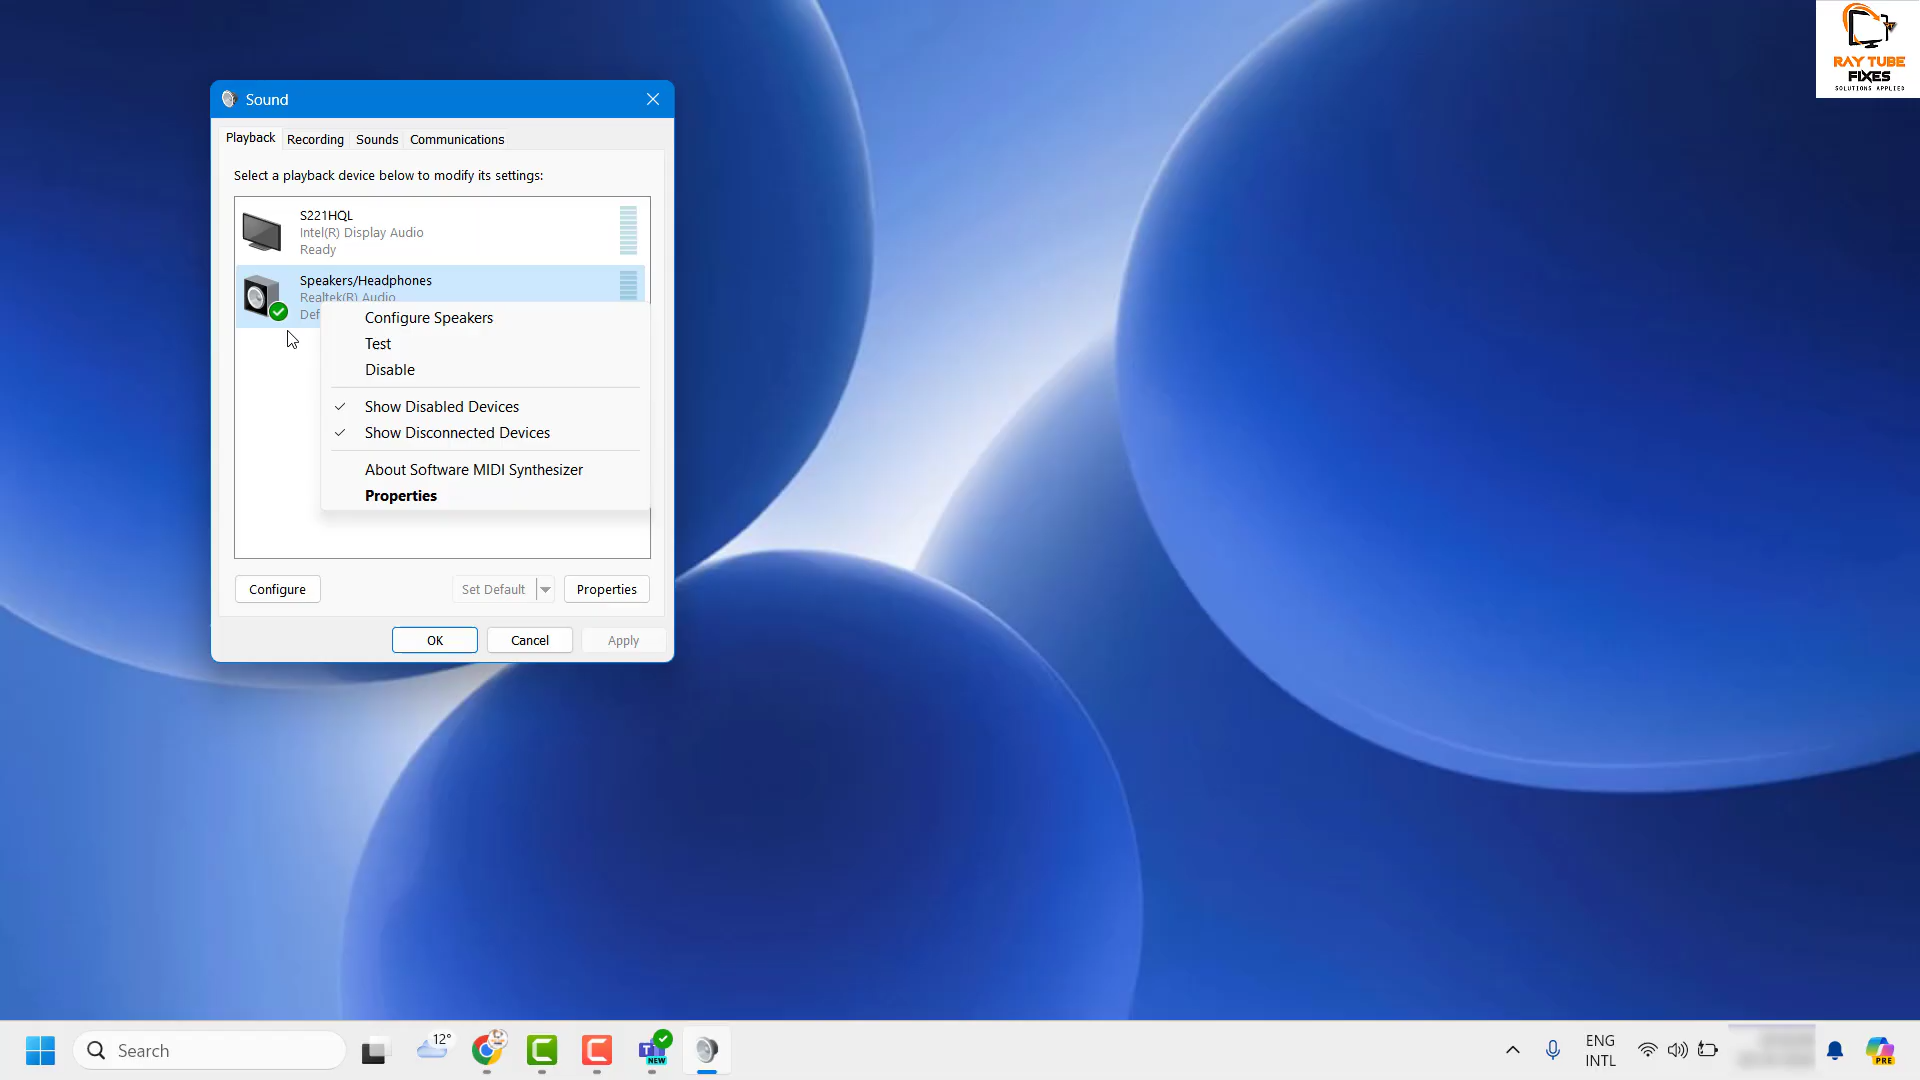 RAY TUBE
FIXES
SOLUTIONS APPLIED
Sound
Playback
Recording
Sounds
Communications
Select a playback device below to modify its settings:
S221HQL
Intel(R) Display Audio
Ready
Speakers/Headphones
Realtek(R) Audio
Def
Configure Speakers
Test
Disable
Show Disabled Devices
Show Disconnected Devices
About Software MIDI Synthesizer
Properties
Configure
Set Default
Properties
OK
Cancel
Apply
Search
12°
NEW
ENG
INTL
PRE